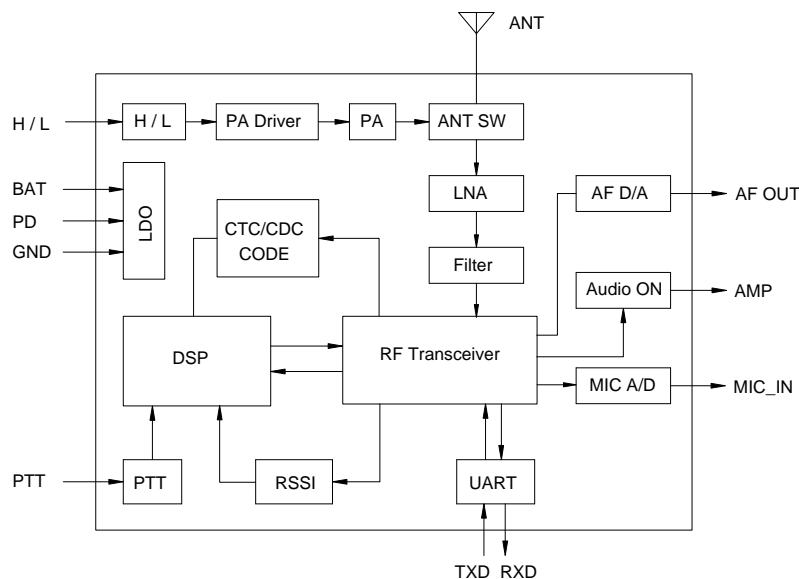 ANT
H / L
H / L
PA Driver
PA
ANT SW
BAT
PD
GND
LDO
CTC/CDC
CODE
LNA
AF D/A
AF OUT
Filter
Audio ON
AMP
DSP
RF Transceiver
MIC A/D
MIC_IN
PTT
PTT
RSSI
UART
TXD RXD